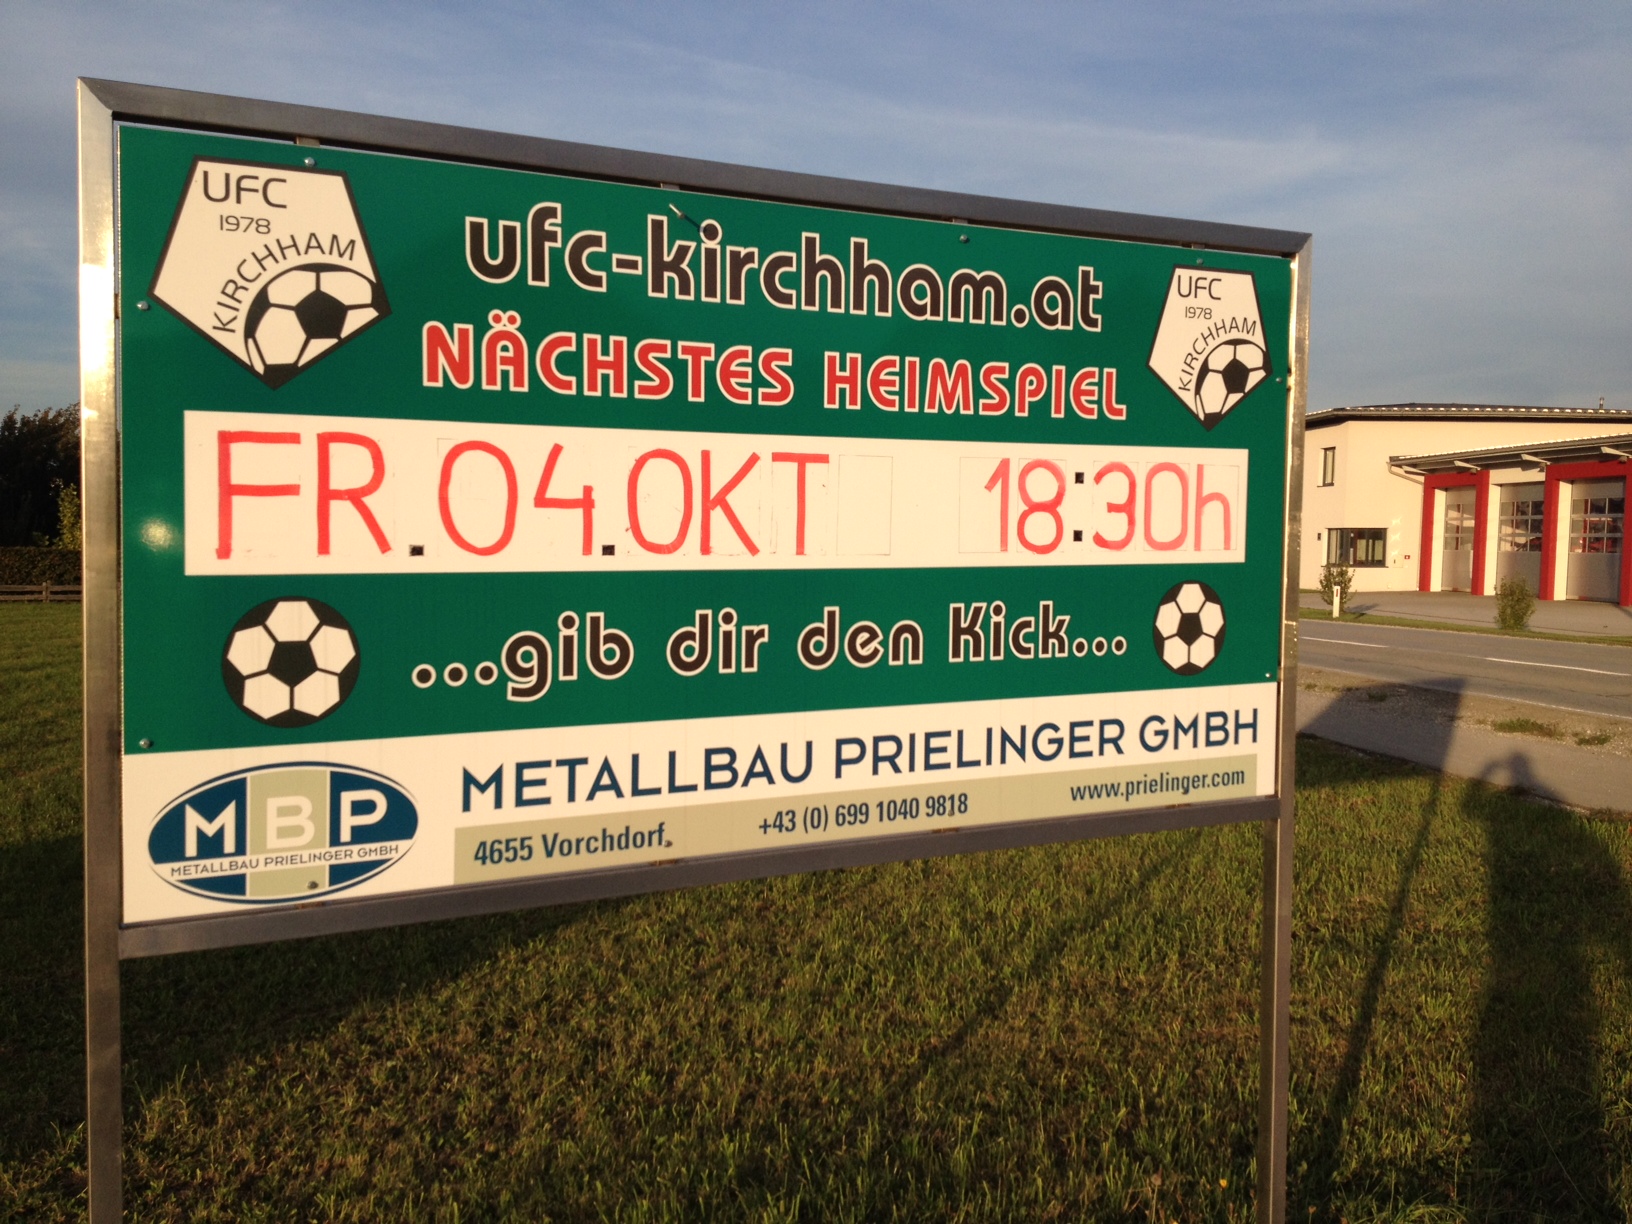 UFC
1978
KIRCHHAM
ufc-kirchham.at
UFC
1978
KIRCHHAM
NÄCHSTES HEIMSPIEL
FR.04.OKT 18:30h
...gib dir den Kick...
MBP
METALLBAU PRIELINGER GMBH
METALLBAU PRIELINGER GMBH
4655 Vorchdorf, +43 (0) 699 1040 9818 www.prielinger.com